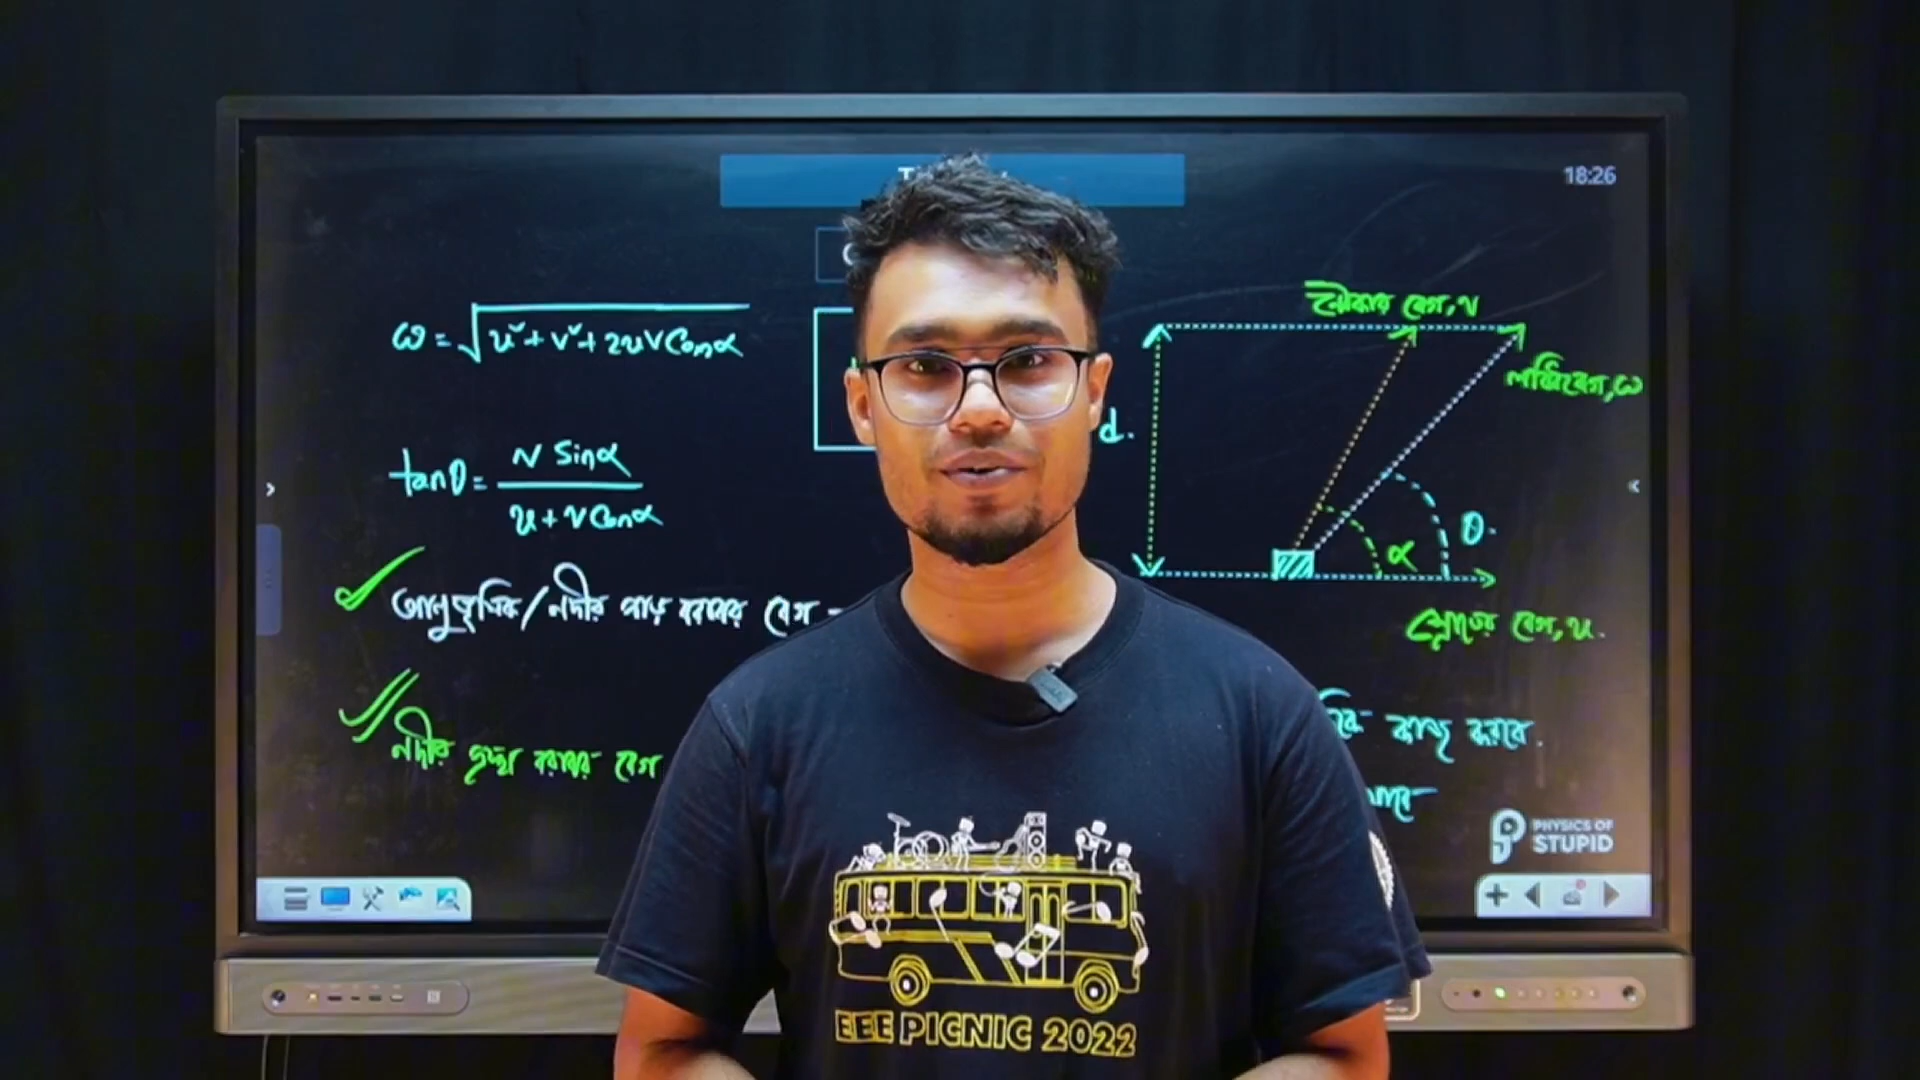 18:26
ω = √u² + v² + 2uv Cosα
নৌকার বেগ, v
লব্ধিবেগ, ω
d.
tanθ = v Sinα / u + v Cosα
θ.
α
আনুভূমিক / নদীর পাড় বরাবর বেগ -
স্রোতের বেগ, u.
নদীর প্রস্থ বরাবর বেগ
কাজ করবে.
PHYSICS OF
STUPID
EEE PICNIC 2022